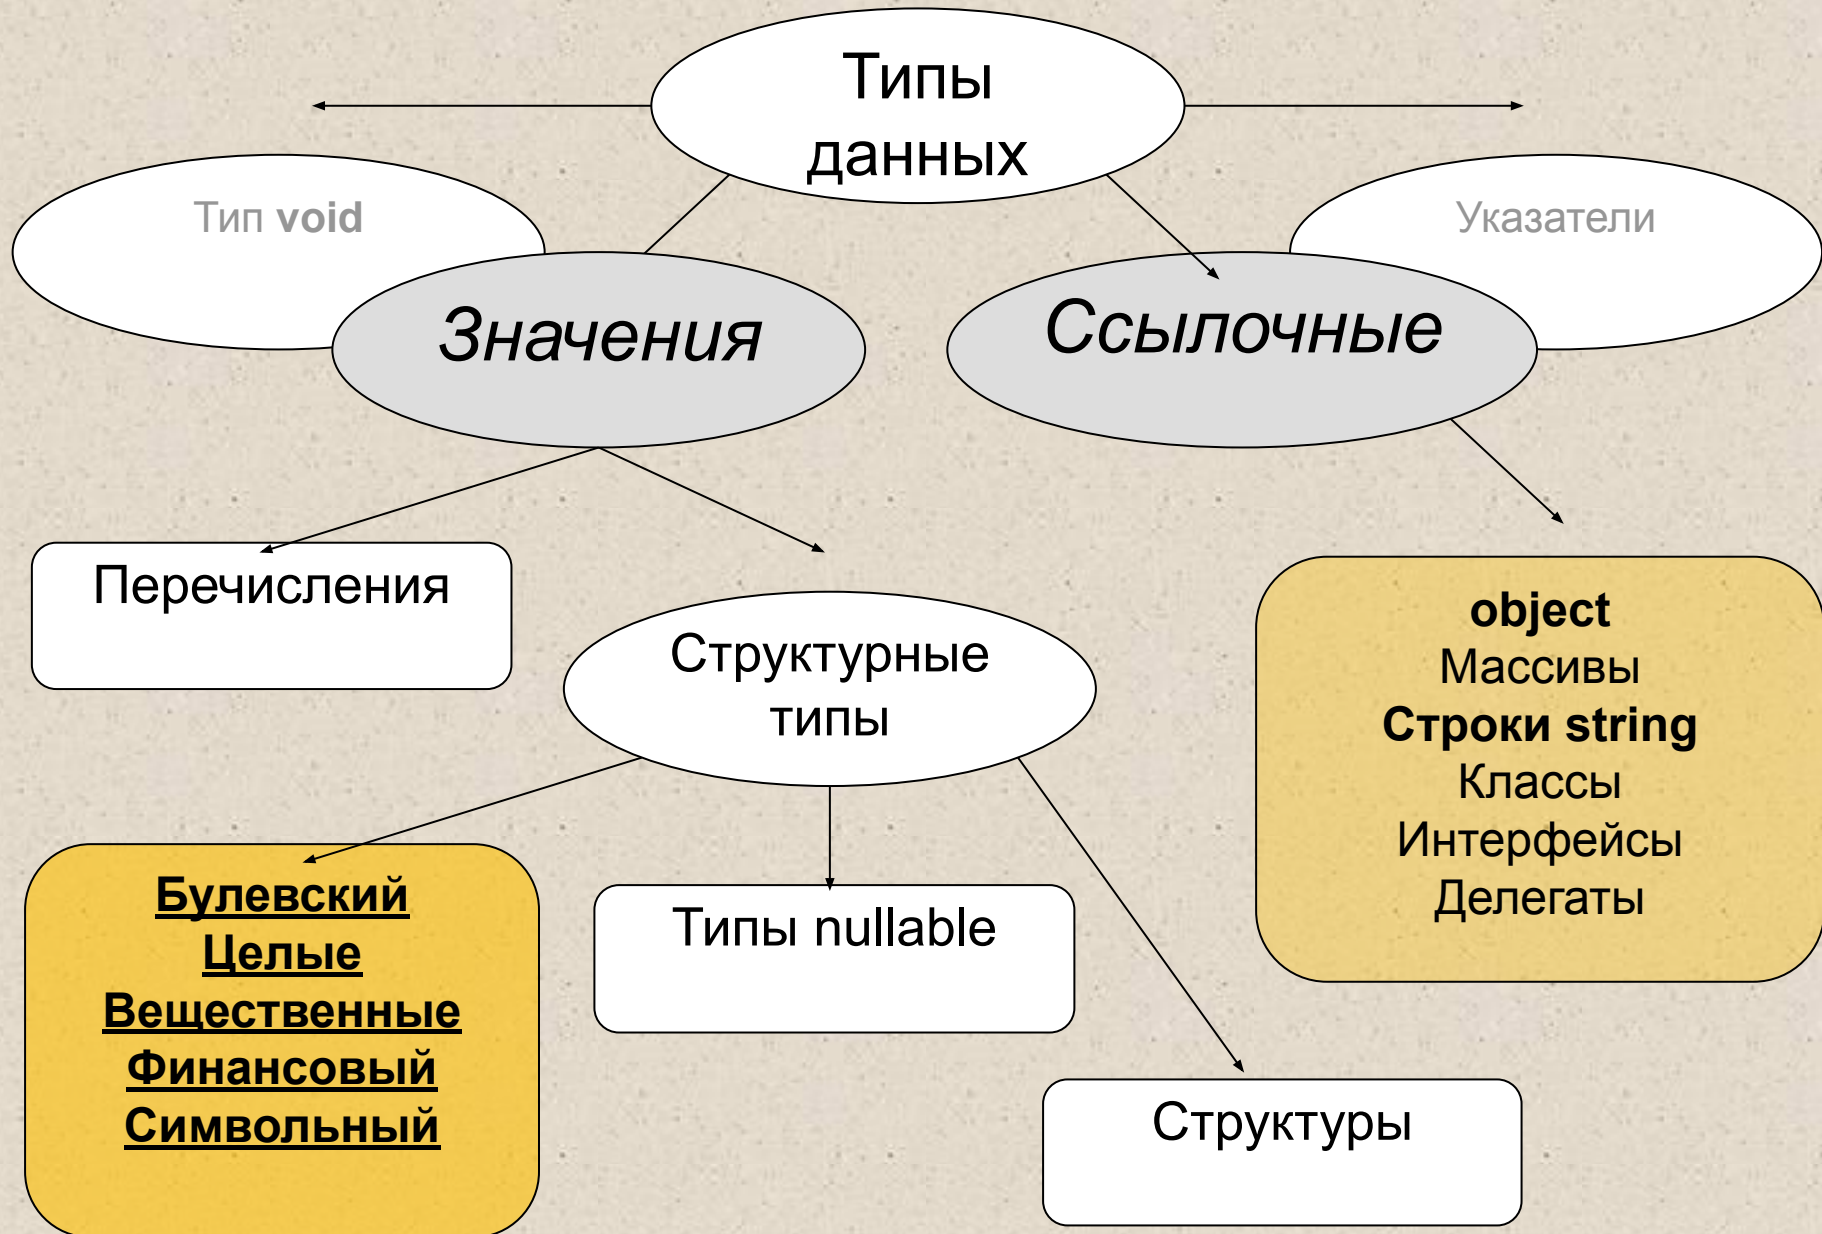 Типы
данных
Тип void
Указатели
Значения
Ссылочные
Перечисления
Структурные
типы
object
Массивы
Строки string
Классы
Интерфейсы
Делегаты
Булевский
Целые
Вещественные
Финансовый
Символьный
Типы nullable
Структуры